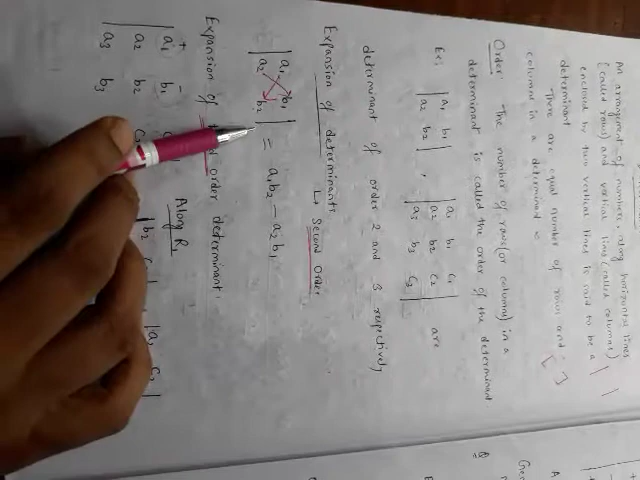 An arrangement of numbers, along horizontal lines
(called rows) and vertical lines (called columns)
enclosed by two vertical lines is said to be a | |
determinant
There are equal number of rows and [ ]
columns in a determinant
Order: The number of rows (or columns) in a
determinant is called the order of the determinant.
Ex: | a₁ b₁ | , | a₁ b₁ c₁ |
| a₂ b₂ | | a₂ b₂ c₂ | are
| a₃ b₃ c₃ |
determinant of order 2 and 3 respectively
Expansion of determinants
↳ Second Order
| a₁ b₁ |
| a₂ b₂ | = a₁b₂ - a₂b₁
Expansion of order determinant:
Along R₁
| a₁ b₁
| a₂ b₂
| a₃ b₃